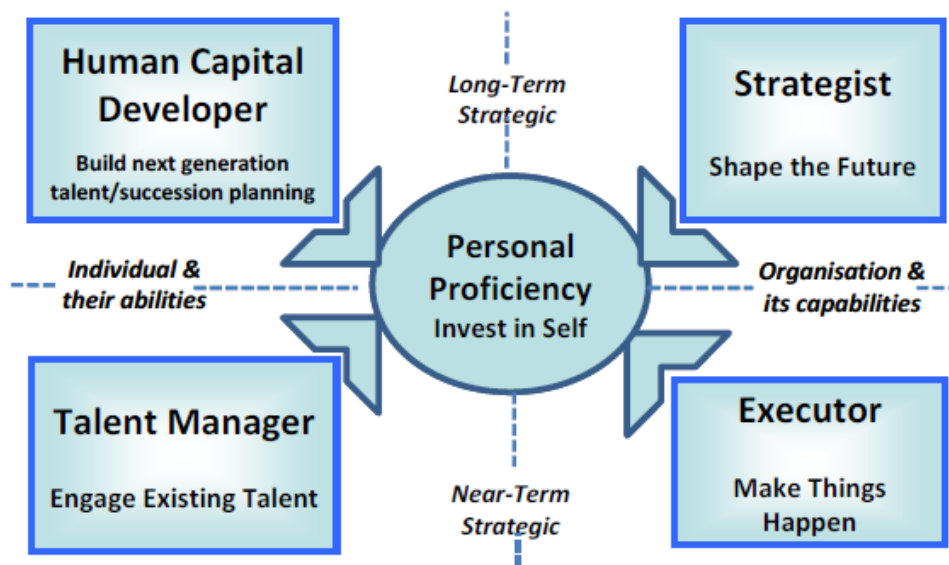 Human Capital
Developer
Build next generation
talent/succession planning
Long-Term
Strategic
Strategist
Shape the Future
Individual &
their abilities
Personal
Proficiency
Invest in Self
Organisation &
its capabilities
Talent Manager
Engage Existing Talent
Near-Term
Strategic
Executor
Make Things
Happen